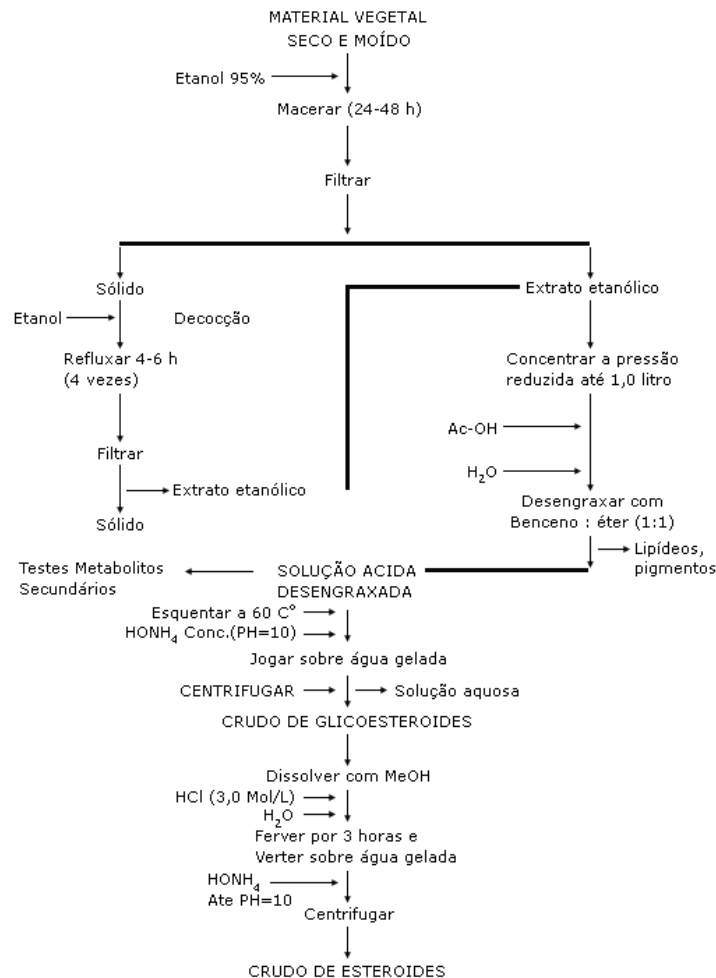 MATERIAL VEGETAL
SECO E MOÍDO
Etanol 95%
Macerar (24-48 h)
Filtrar
Sólido
Extrato etanólico
Etanol
Decocção
Refluxar 4-6 h
(4 vezes)
Concentrar a pressão
reduzida até 1,0 litro
Ac-OH
Filtrar
H₂O
Extrato etanólico
Sólido
Desengraxar com
Benceno : éter (1:1)
Lipídeos,
pigmentos
Testes Metabolitos
Secundários
SOLUÇÃO ACIDA
DESENGRAXADA
Esquentar a 60 C°
HONH₄ Conc.(PH=10)
Jogar sobre água gelada
CENTRIFUGAR
Solução aquosa
CRUDO DE GLICOESTEROIDES
Dissolver com MeOH
HCl (3,0 Mol/L)
H₂O
Ferver por 3 horas e
Verter sobre água gelada
HONH₄
Ate PH=10
Centrifugar
CRUDO DE ESTEROIDES